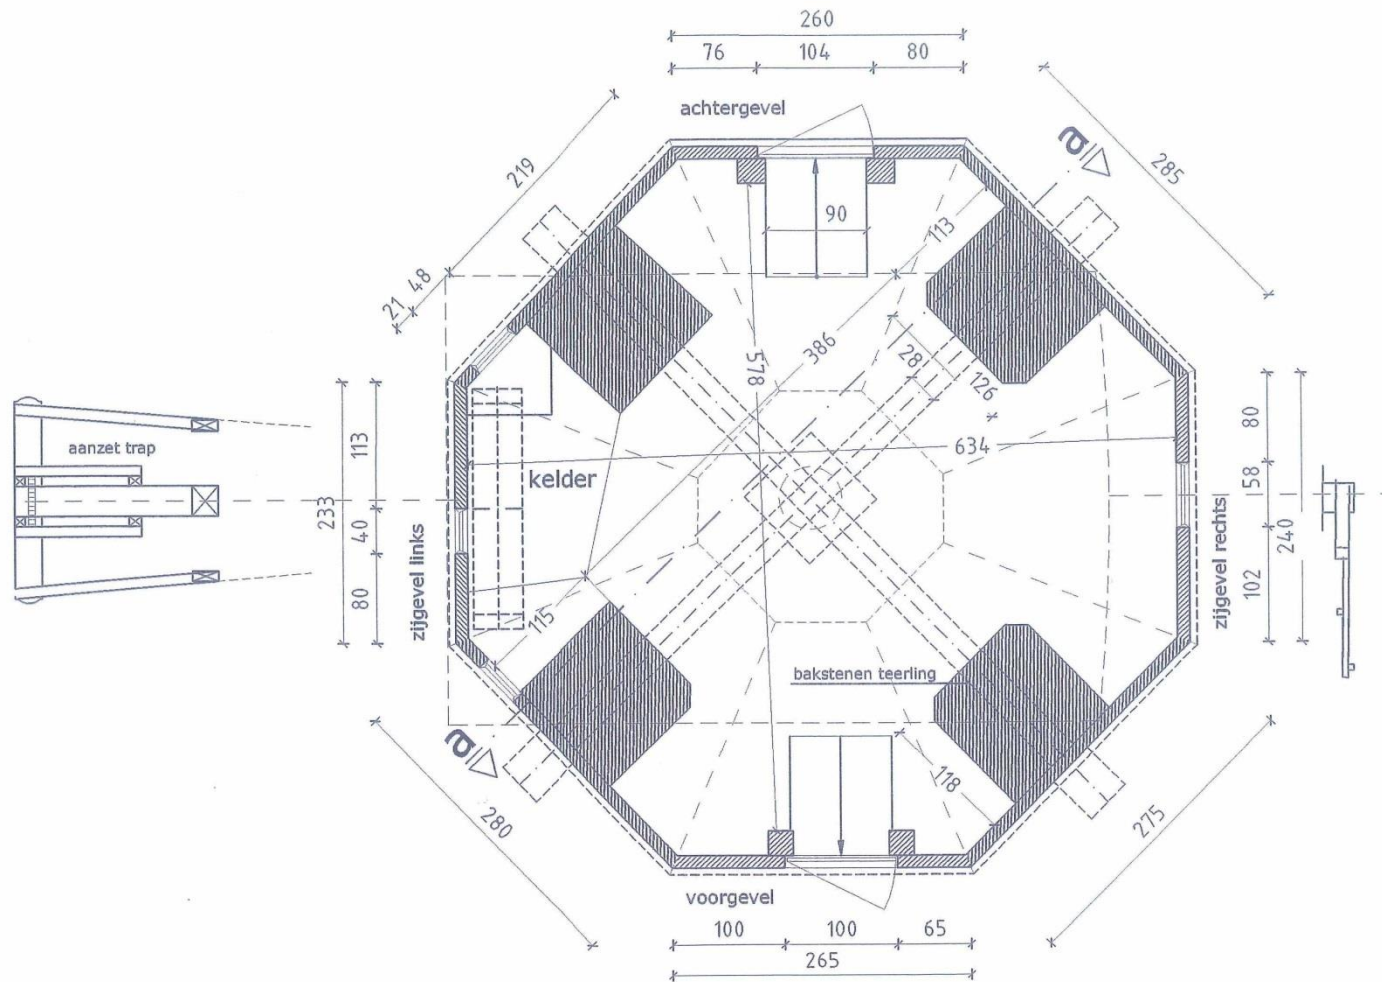 260
76 104 80
achtergevel
a
285
219
90
113
48
21
386
578
28
126
634
80
58
240
102
zijgevel rechts
aanzet trap
113
233
40
80
zijgevel links
kelder
115
bakstenen teerling
a
118
280
275
voorgevel
100 100 65
265